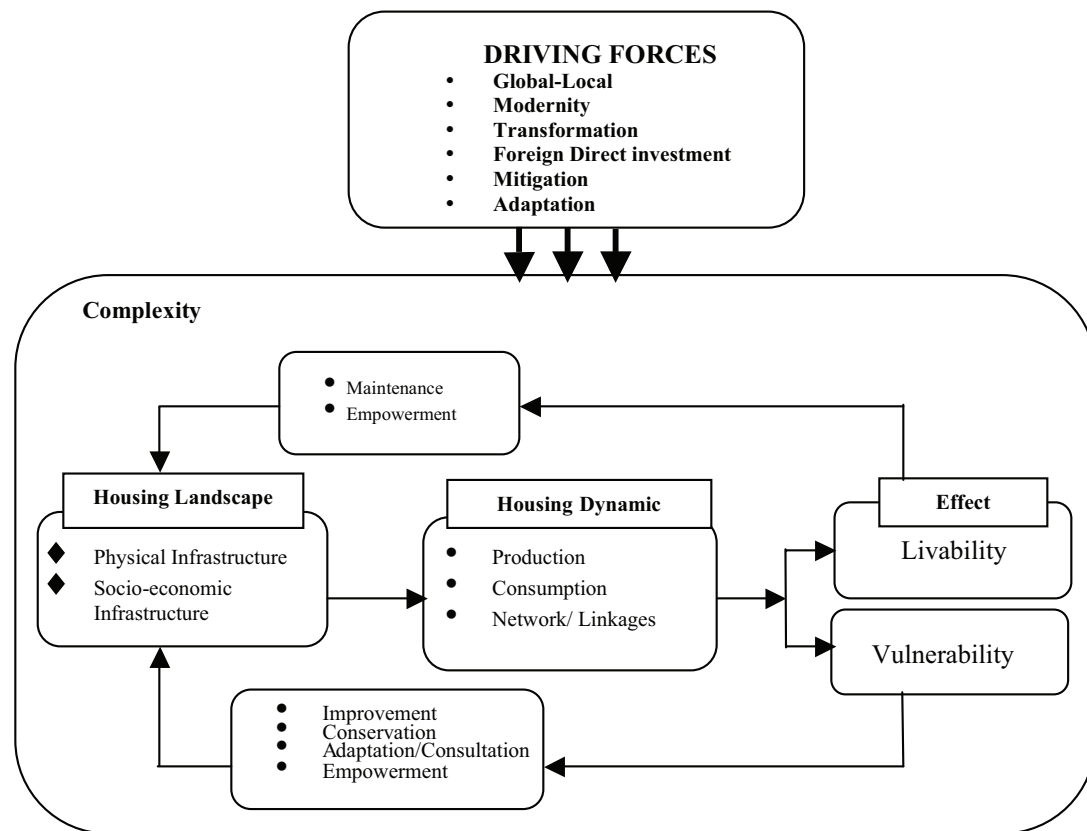 DRIVING FORCES
• Global-Local
• Modernity
• Transformation
• Foreign Direct investment
• Mitigation
• Adaptation
Complexity
• Maintenance
• Empowerment
Housing Landscape
◆ Physical Infrastructure
◆ Socio-economic
Infrastructure
Housing Dynamic
• Production
• Consumption
• Network/ Linkages
Effect
Livability
Vulnerability
• Improvement
• Conservation
• Adaptation/Consultation
• Empowerment